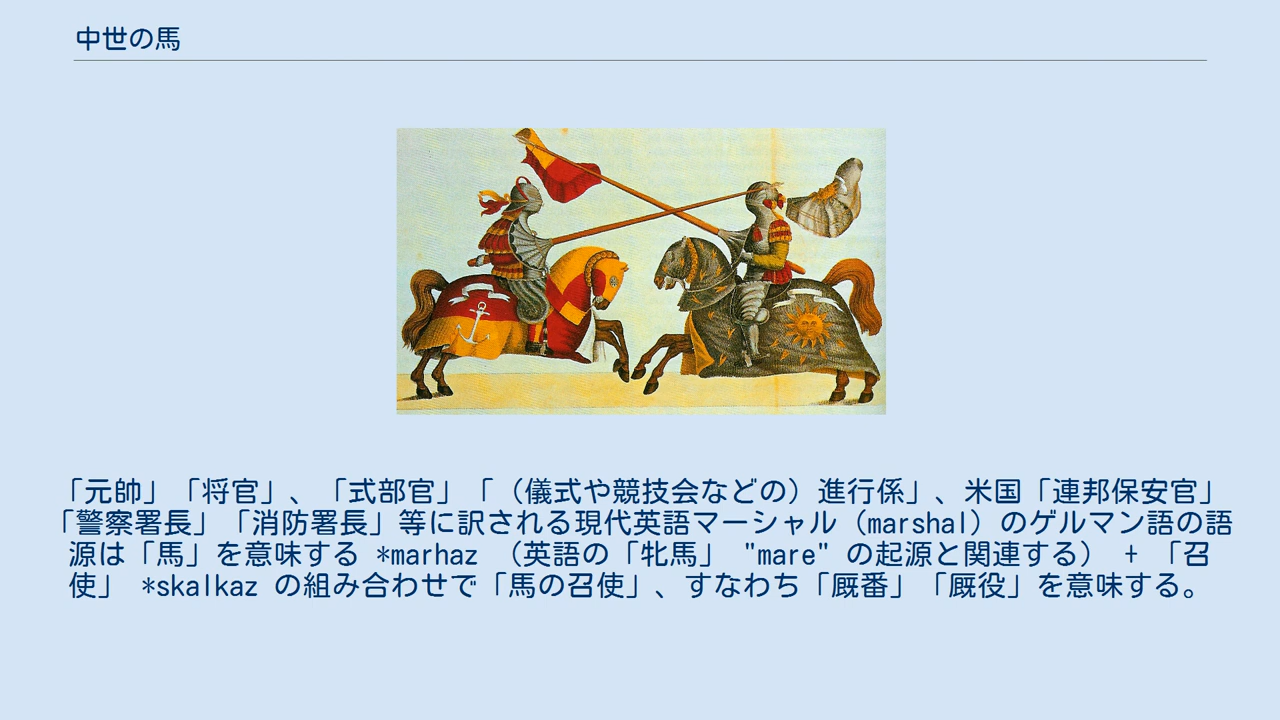 中世の馬
「元帥」「将官」、「式部官」「（儀式や競技会などの）進行係」、米国「連邦保安官」
「警察署長」「消防署長」等に訳される現代英語マーシャル（marshal）のゲルマン語の語
源は「馬」を意味する *marhaz （英語の「牝馬」 "mare" の起源と関連する） + 「召
使」 *skalkaz の組み合わせで「馬の召使」、すなわち「厩番」「厩役」を意味する。